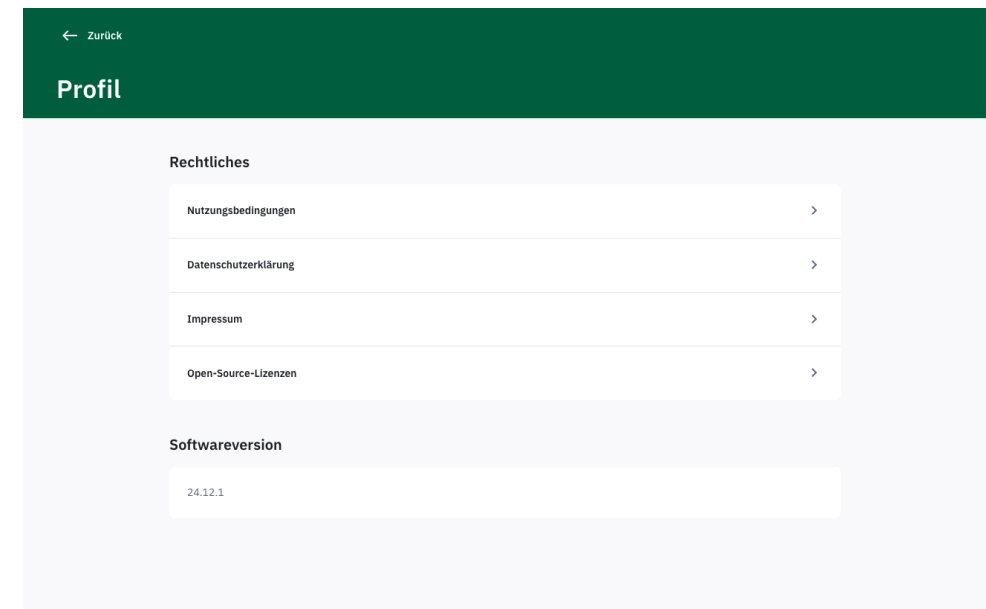 Zurück
Profil
Rechtliches
Nutzungsbedingungen
Datenschutzerklärung
Impressum
Open-Source-Lizenzen
Softwareversion
24.12.1